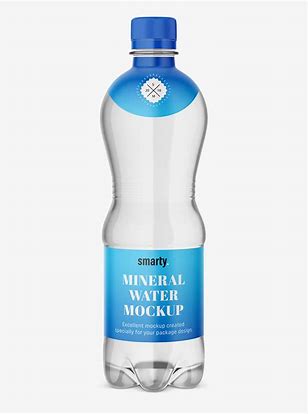 smarty.
MINERAL
WATER
MOCKUP
Excellent mockup created
specially for your package design